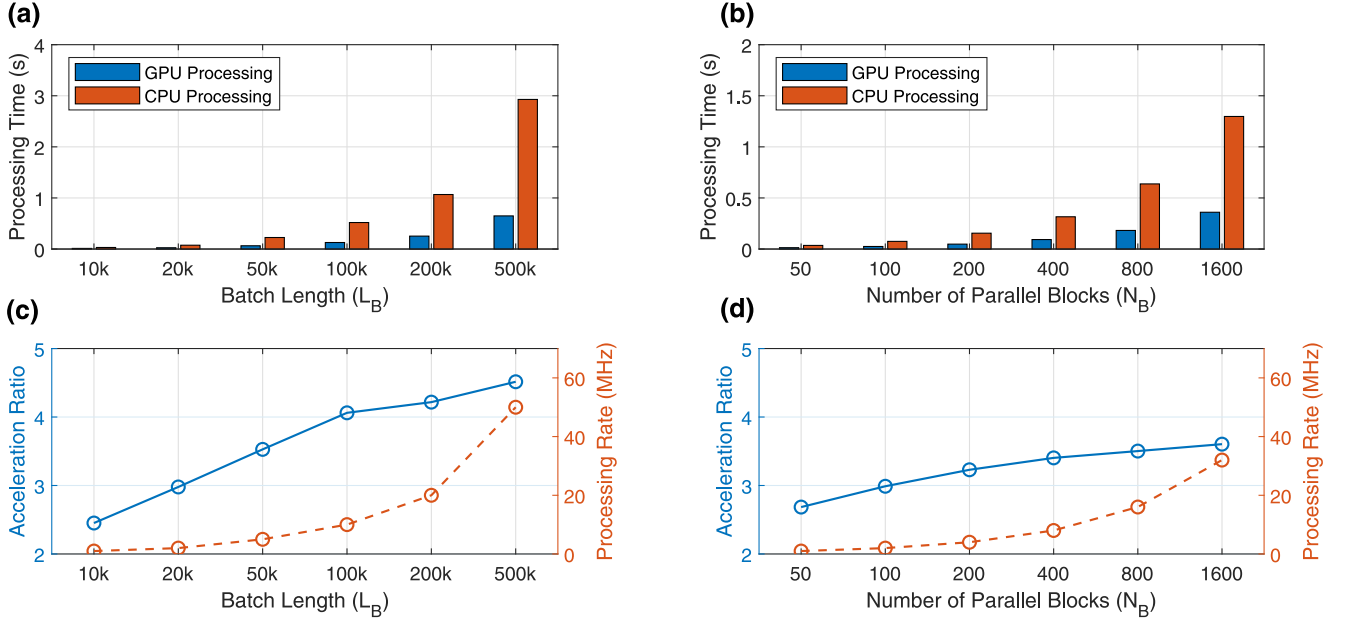 (a)
Processing Time (s)
4
3
2
1
0
GPU Processing
CPU Processing
10k 20k 50k 100k 200k 500k
Batch Length (L_B)
(b)
Processing Time (s)
2
1.5
1
0.5
0
GPU Processing
CPU Processing
50 100 200 400 800 1600
Number of Parallel Blocks (N_B)
(c)
Acceleration Ratio
5
4
3
2
60
40
20
0
Processing Rate (MHz)
10k 20k 50k 100k 200k 500k
Batch Length (L_B)
(d)
Acceleration Ratio
5
4
3
2
60
40
20
0
Processing Rate (MHz)
50 100 200 400 800 1600
Number of Parallel Blocks (N_B)